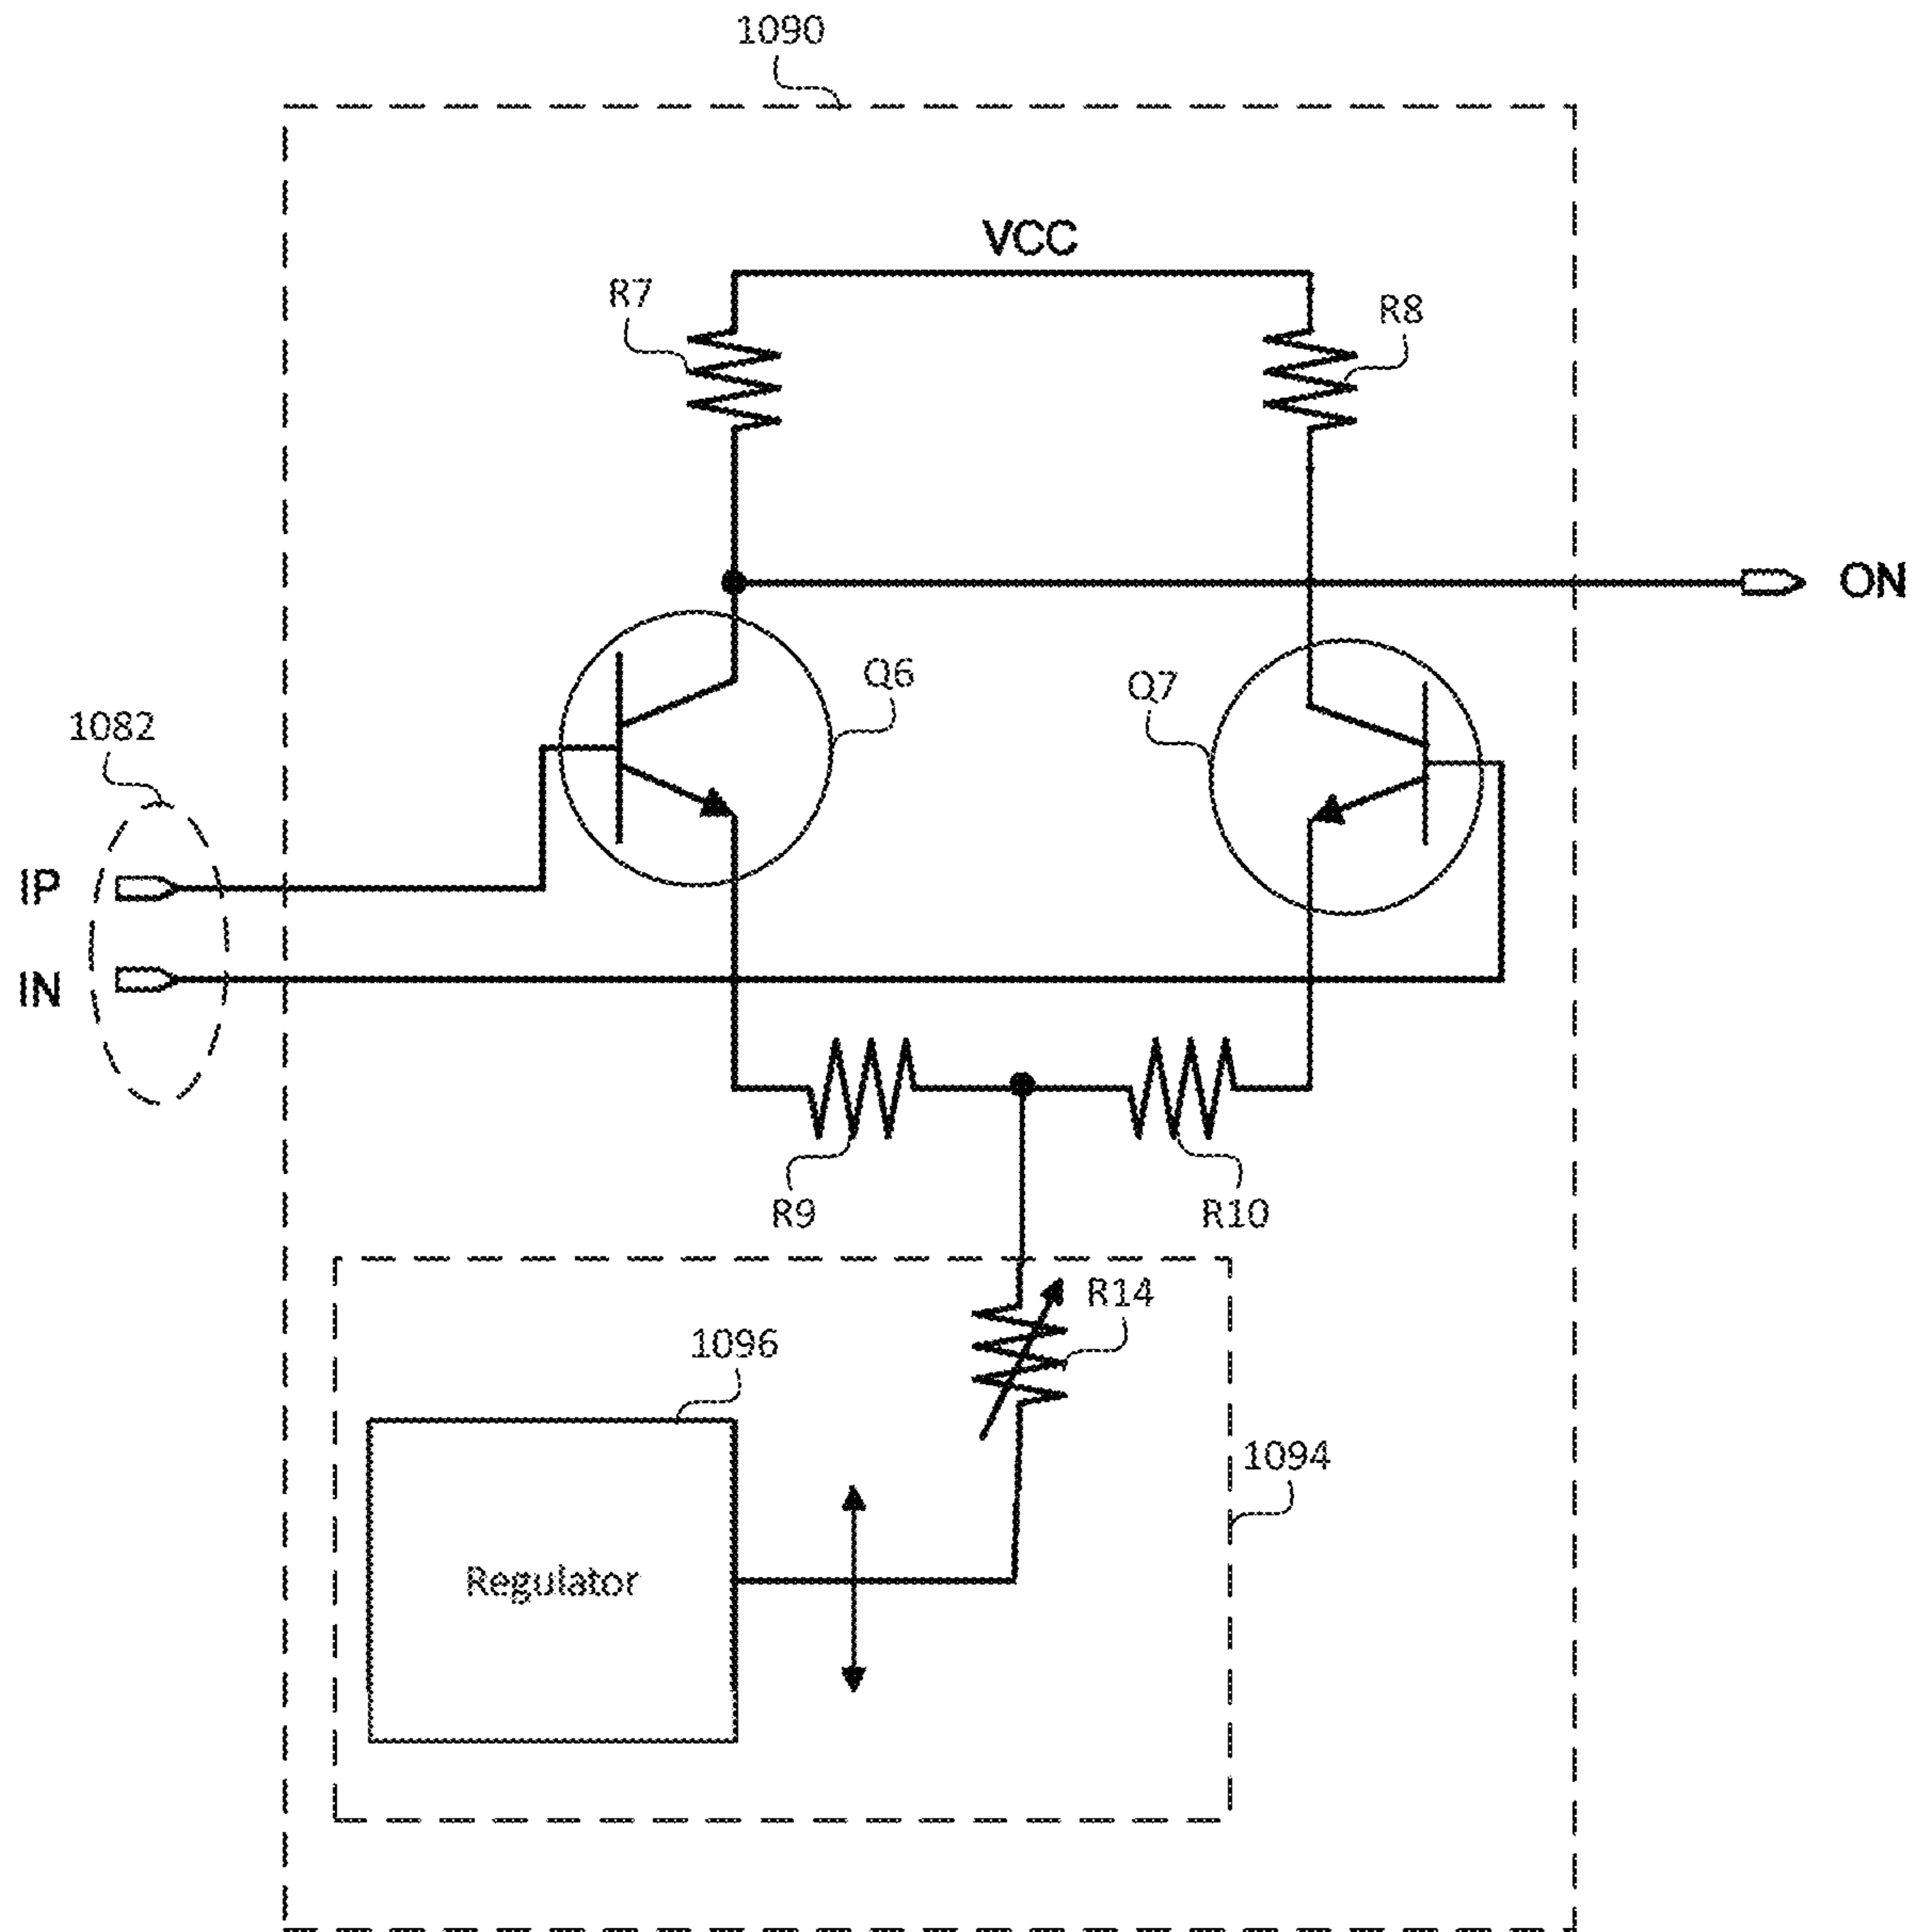 1090
VCC
R7
R8
ON
Q6
Q7
1082
IP
IN
R9
R10
R14
1096
1094
Regulator